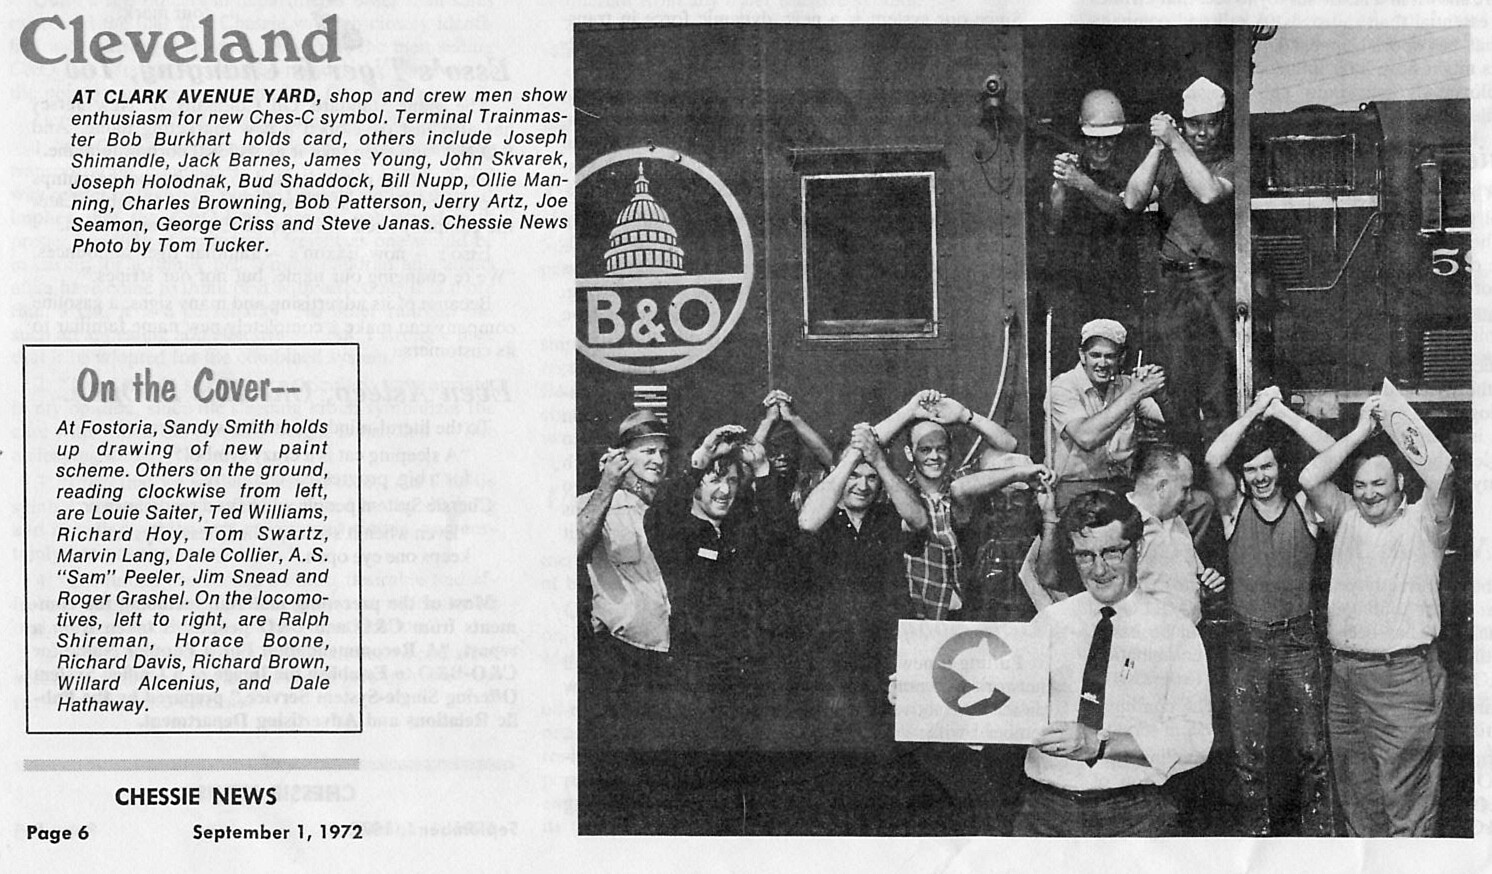 Cleveland
AT CLARK AVENUE YARD, shop and crew men show
enthusiasm for new Ches-C symbol. Terminal Trainmas-
ter Bob Burkhart holds card, others include Joseph
Shimandle, Jack Barnes, James Young, John Skvarek,
Joseph Holodnak, Bud Shaddock, Bill Nupp, Ollie Man-
ning, Charles Browning, Bob Patterson, Jerry Artz, Joe
Seamon, George Criss and Steve Janas. Chessie News
Photo by Tom Tucker.
On the Cover--
At Fostoria, Sandy Smith holds
up drawing of new paint
scheme. Others on the ground,
reading clockwise from left,
are Louie Saiter, Ted Williams,
Richard Hoy, Tom Swartz,
Marvin Lang, Dale Collier, A. S.
"Sam" Peeler, Jim Snead and
Roger Grashel. On the locomo-
tives, left to right, are Ralph
Shireman, Homer Boomer,
Richard Davis, Richard Brown,
Willard Alcenius, and Dale
Hathaway.
CHESSIE NEWS
Page 6 September 1, 1972
B&O